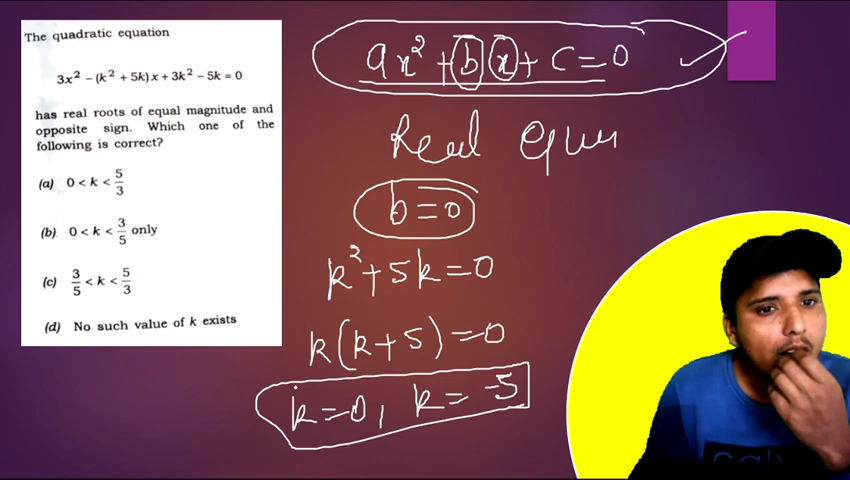 The quadratic equation
3x² − (k² + 5k) x + 3k² − 5k = 0
has real roots of equal magnitude and
opposite sign. Which one of the
following is correct?
(a) 0 < k < 5/3
(b) 0 < k < 3/5 only
(c) 3/5 < k < 5/3
(d) No such value of k exists
ax² + bx + c = 0
Real
b = 0
k² + 5k = 0
k(k + 5) = 0
k = 0, k = -5